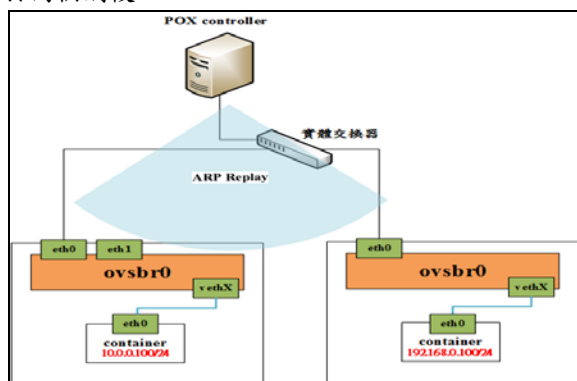 POX controller
實體交換器
ARP Replay
eth0
eth1
eth0
ovsbr0
ovsbr0
vethX
vethX
eth0
eth0
container
10.0.0.100/24
container
192.168.0.100/24